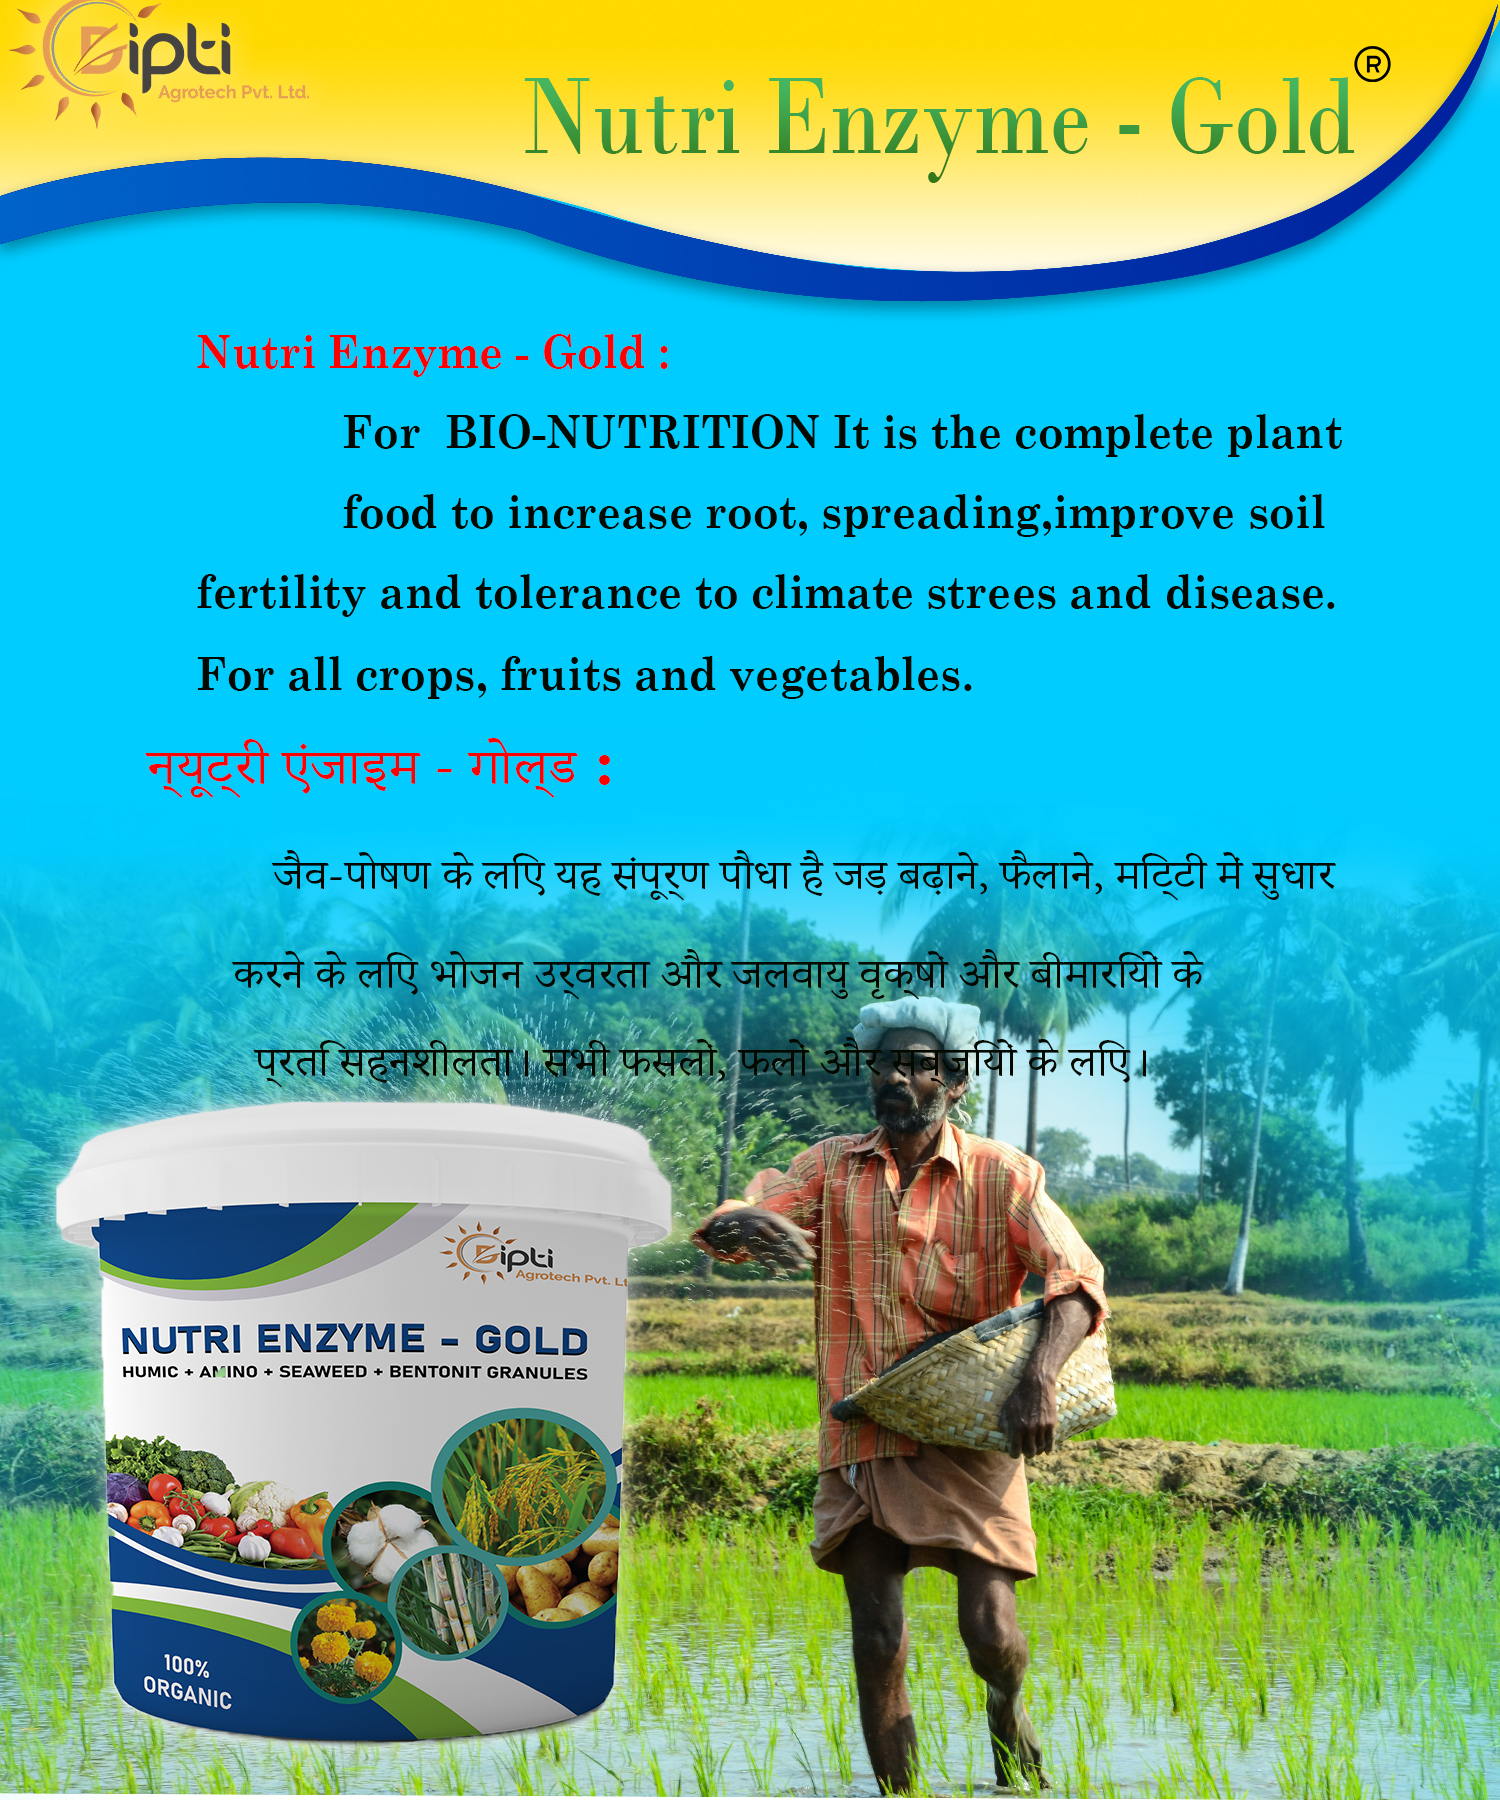 Dipti
Agrotech Pvt. Ltd.
Nutri Enzyme - Gold®
Nutri Enzyme - Gold :
For BIO-NUTRITION It is the complete plant
food to increase root, spreading,improve soil
fertility and tolerance to climate strees and disease.
For all crops, fruits and vegetables.
न्यूट्री एंजाइम - गोल्ड :
जैव-पोषण के लिए यह संपूर्ण पौधा है जड़ बढ़ाने, फैलाने, मिट्टी में सुधार
करने के लिए भोजन उर्वरता और जलवायु वृक्षों और बीमारियों के
प्रति सहनशीलता। सभी फसलों, फलों और सब्जियों के लिए।
Dipti
Agrotech Pvt. Lt
NUTRI ENZYME - GOLD
HUMIC + AMINO + SEAWEED + BENTONIT GRANULES
100%
ORGANIC